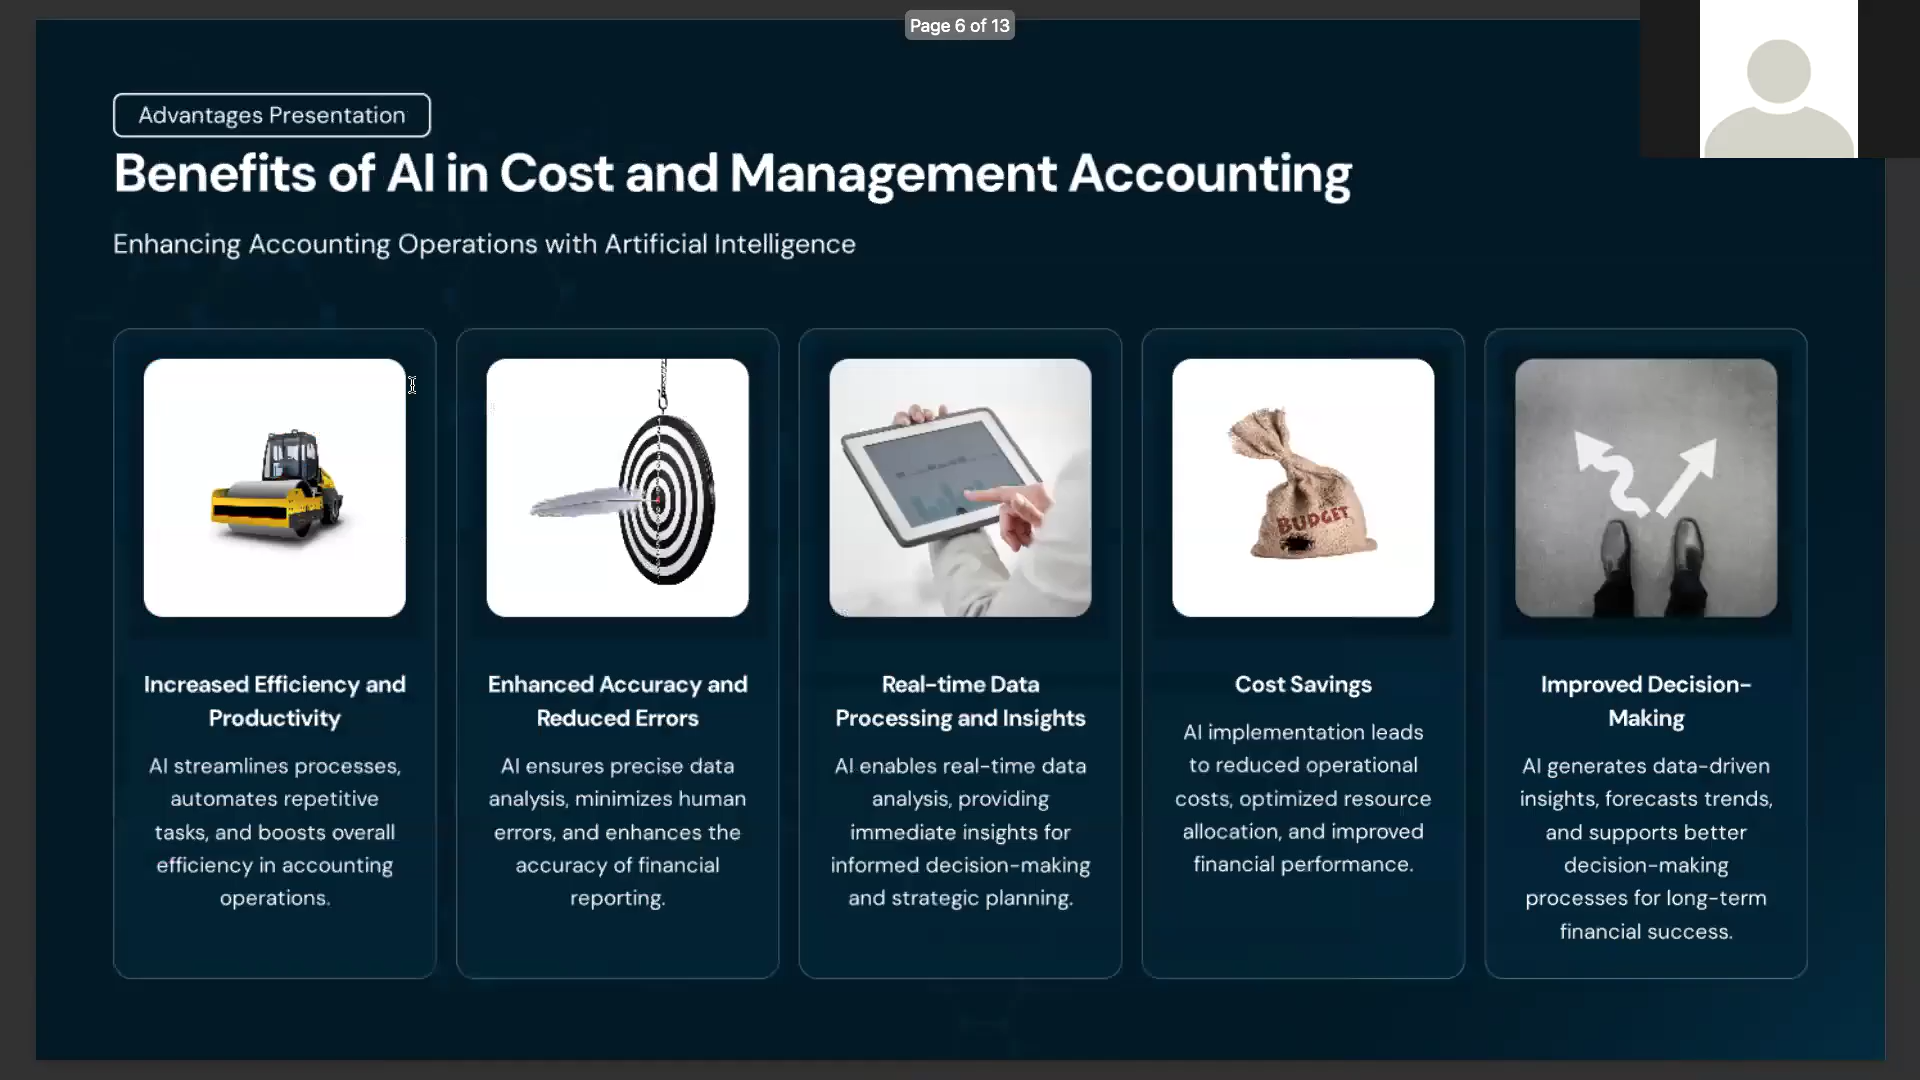 Page 6 of 13
Advantages Presentation
Benefits of AI in Cost and Management Accounting
Enhancing Accounting Operations with Artificial Intelligence
Increased Efficiency and
Productivity
AI streamlines processes,
automates repetitive
tasks, and boosts overall
efficiency in accounting
operations.
Enhanced Accuracy and
Reduced Errors
AI ensures precise data
analysis, minimizes human
errors, and enhances the
accuracy of financial
reporting.
Real-time Data
Processing and Insights
AI enables real-time data
analysis, providing
immediate insights for
informed decision-making
and strategic planning.
BUDGET
Cost Savings
AI implementation leads
to reduced operational
costs, optimized resource
allocation, and improved
financial performance.
Improved Decision-
Making
AI generates data-driven
insights, forecasts trends,
and supports better
decision-making
processes for long-term
financial success.